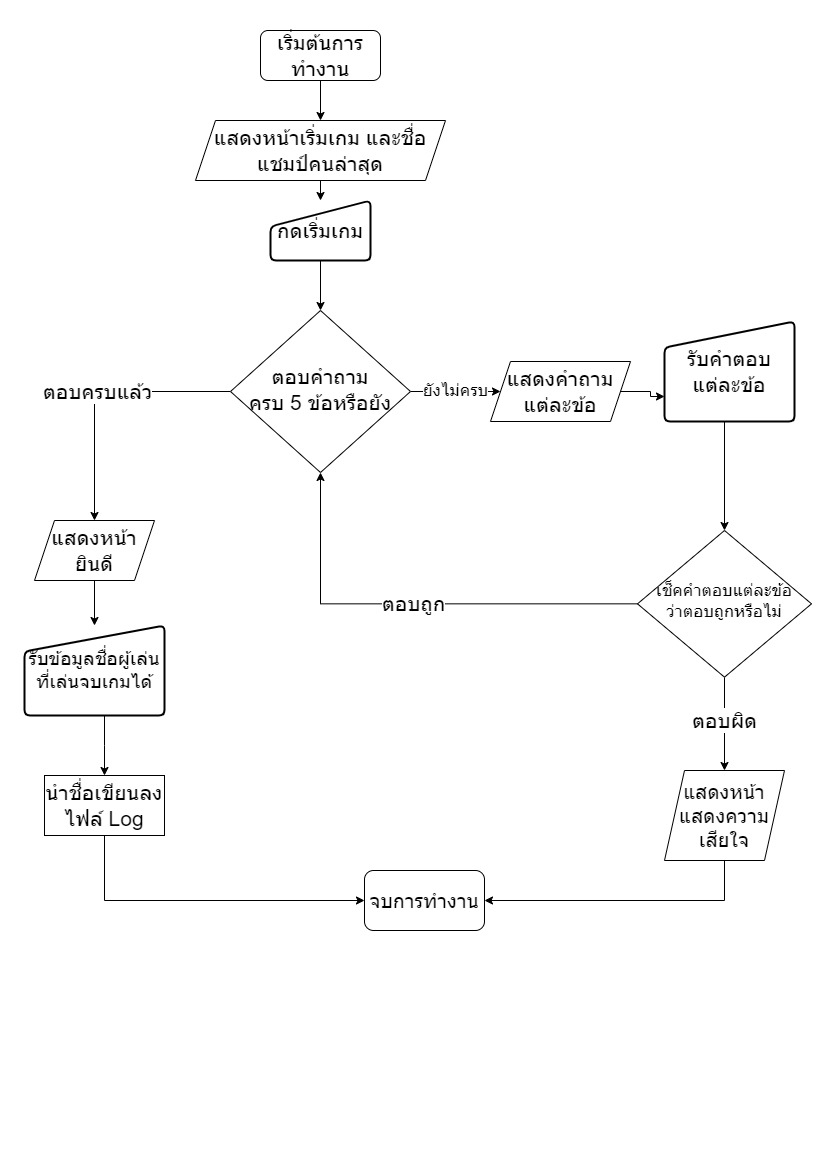 เริ่มต้นการ
ทำงาน
แสดงหน้าเริ่มเกม และชื่อ
แชมป์คนล่าสุด
กดเริ่มเกม
ตอบคำถาม
ครบ 5 ข้อหรือยัง
ยังไม่ครบ
แสดงคำถาม
แต่ละข้อ
รับคำตอบ
แต่ละข้อ
เช็คคำตอบแต่ละข้อ
ว่าตอบถูกหรือไม่
ตอบถูก
ตอบผิด
แสดงหน้า
แสดงความ
เสียใจ
ตอบครบแล้ว
แสดงหน้า
ยินดี
รับข้อมูลชื่อผู้เล่น
ที่เล่นจบเกมได้
นำชื่อเขียนลง
ไฟล์ Log
จบการทำงาน